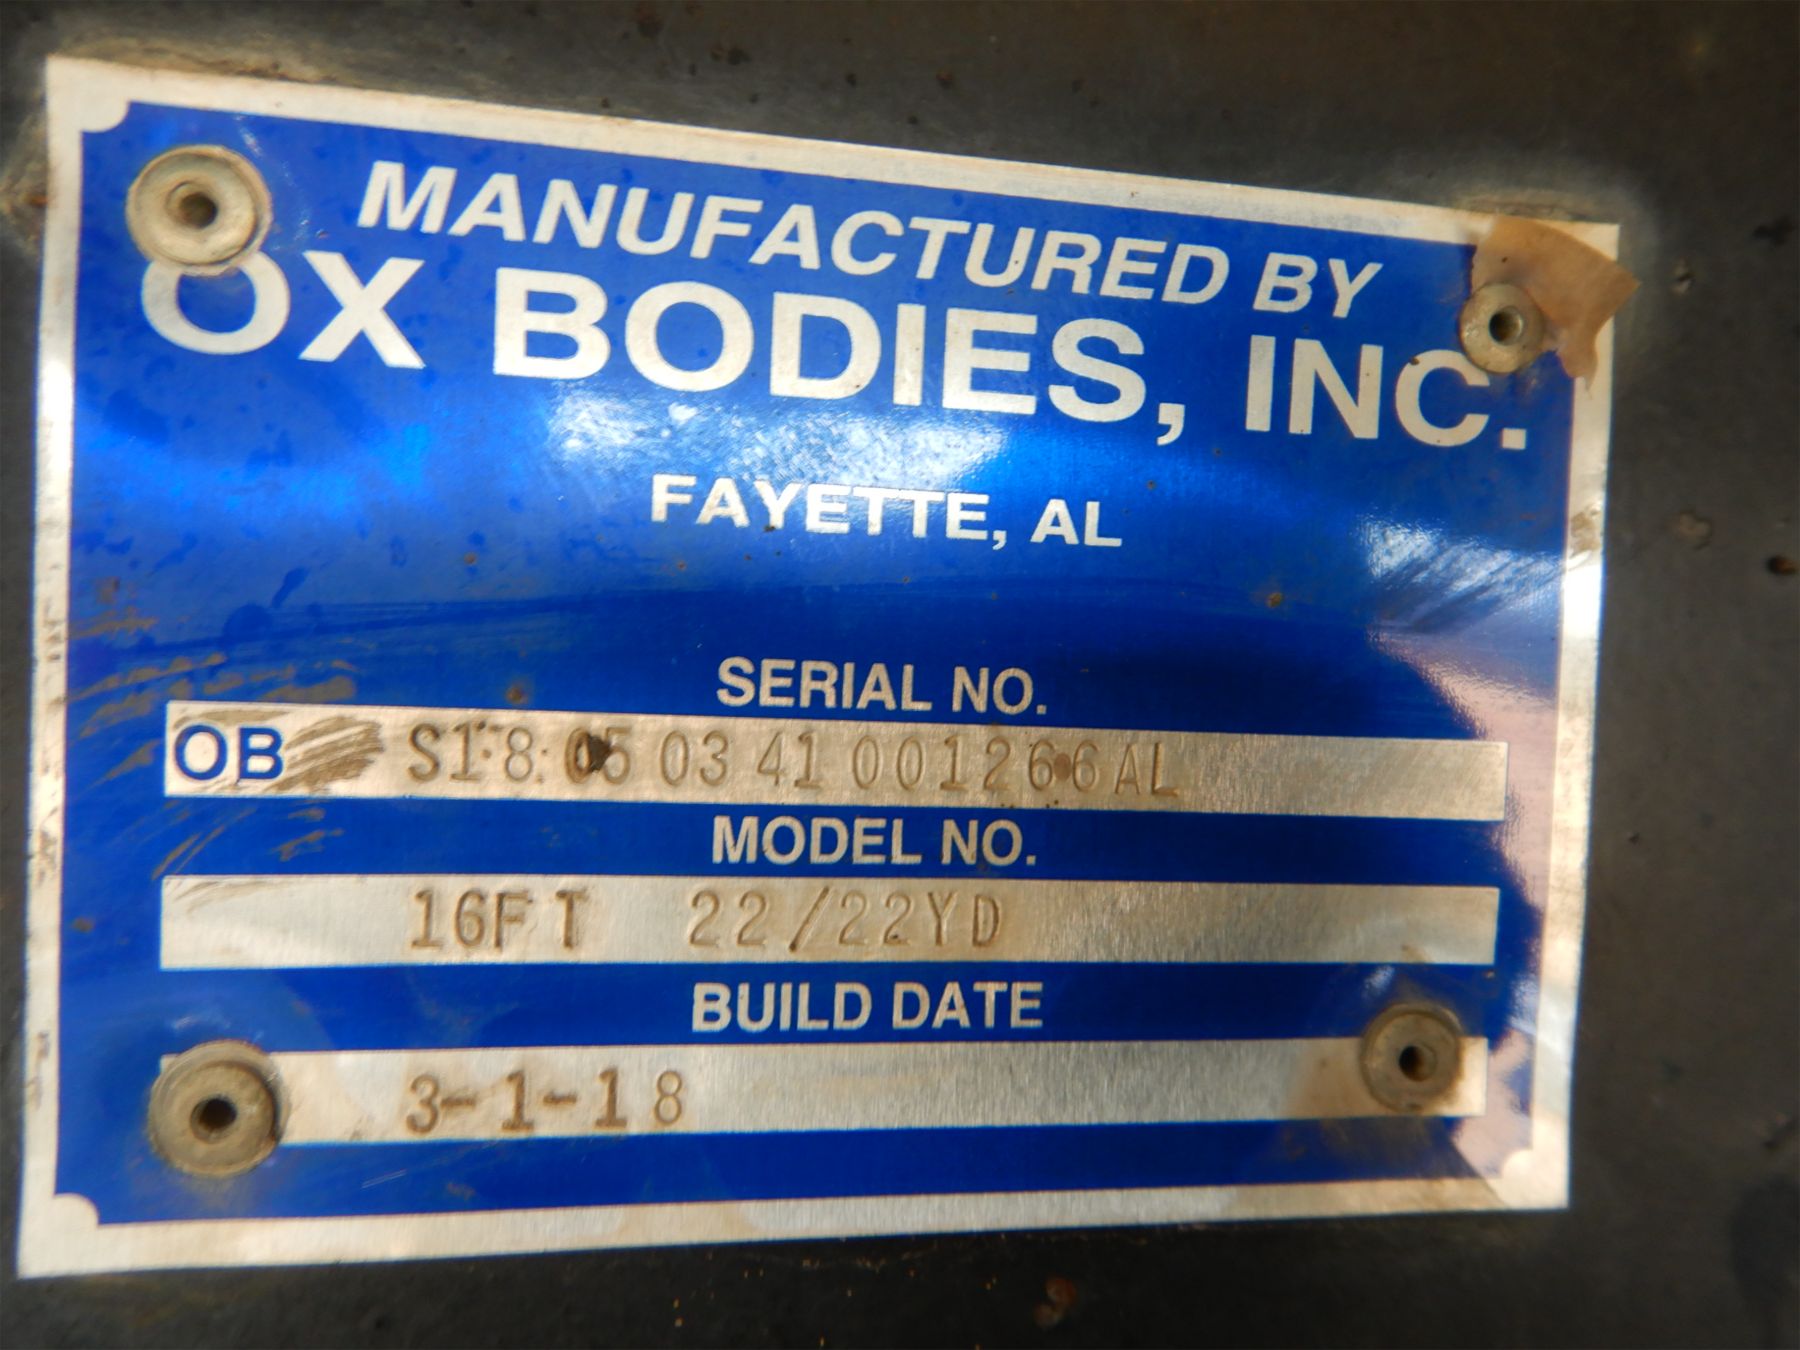 MANUFACTURED BY
OX BODIES, INC.
FAYETTE, AL
SERIAL NO.
OB S18 05 03 41 001266AL
MODEL NO.
16FT 22/22YD
BUILD DATE
3-1-18